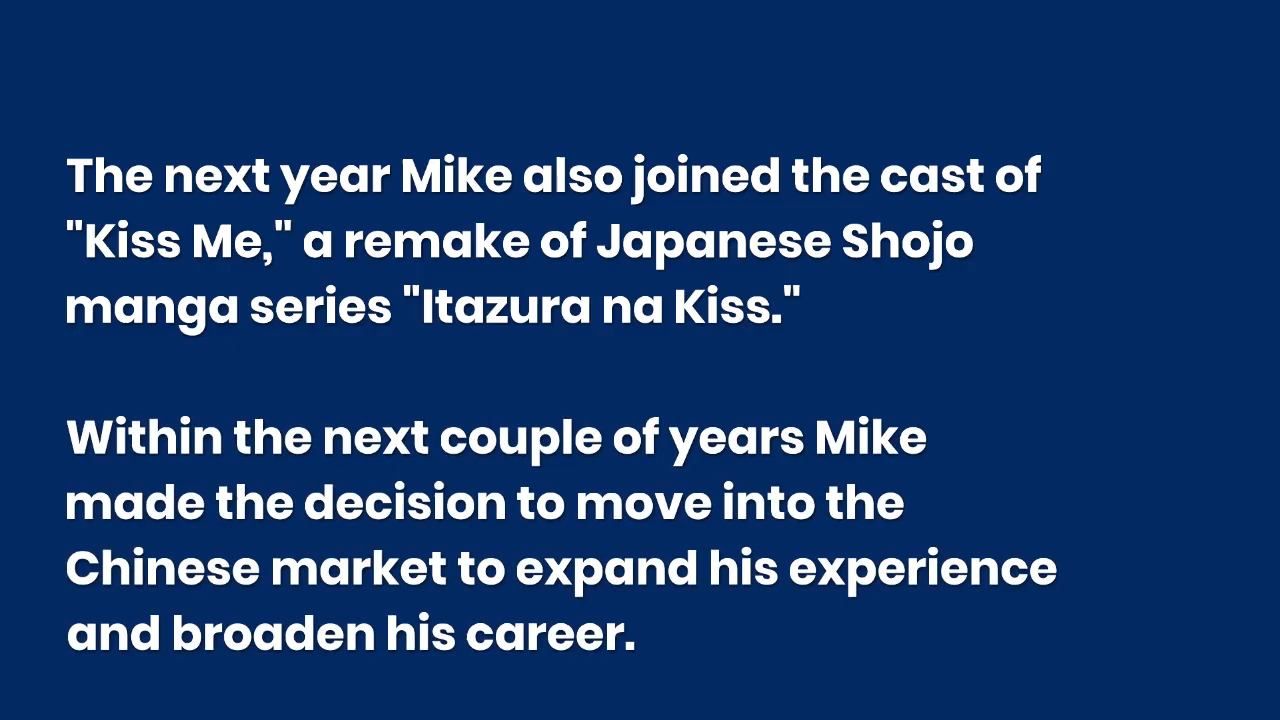 The next year Mike also joined the cast of
"Kiss Me," a remake of Japanese Shojo
manga series "Itazura na Kiss."
Within the next couple of years Mike
made the decision to move into the
Chinese market to expand his experience
and broaden his career.